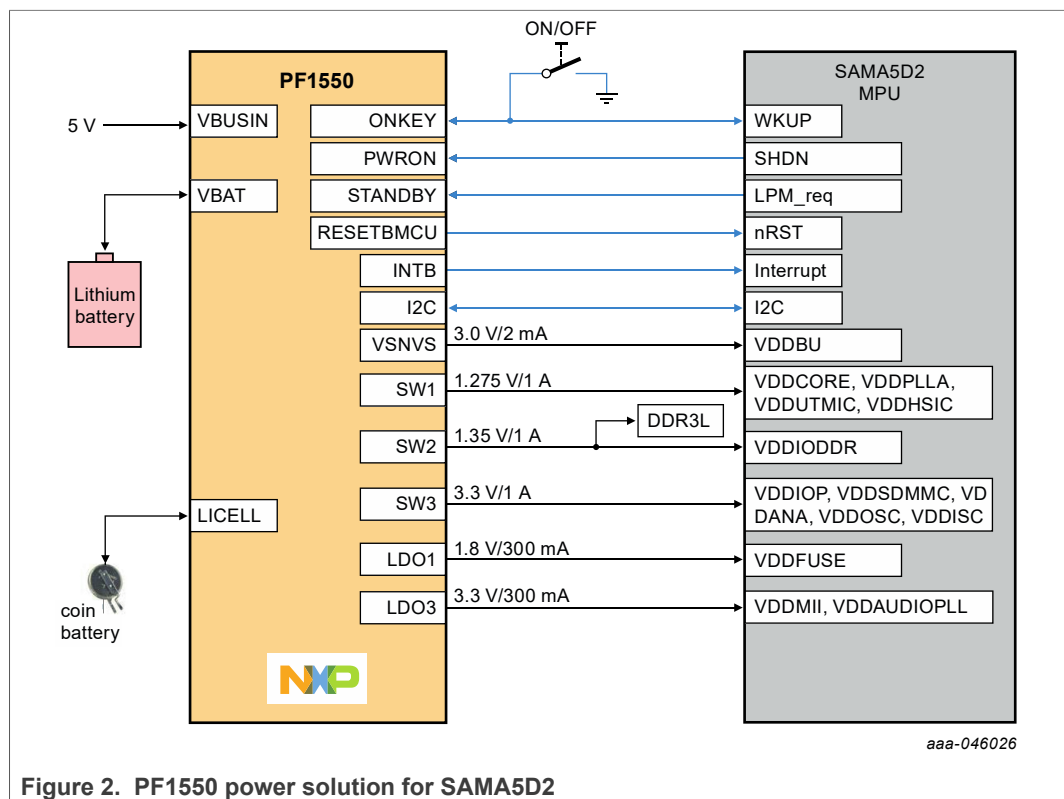 ON/OFF
PF1550
SAMA5D2
MPU
5 V
VBUSIN
ONKEY
WKUP
PWRON
SHDN
VBAT
STANDBY
LPM_req
RESETBMCU
nRST
INTB
Interrupt
Lithium
battery
I2C
I2C
VSNVS
3.0 V/2 mA
VDDBU
SW1
1.275 V/1 A
VDDCORE, VDDPLLA,
VDDUTMIC, VDDHSIC
DDR3L
SW2
1.35 V/1 A
VDDIODDR
LICELL
SW3
3.3 V/1 A
VDDIOP, VDDSDMMC, VD
DANA, VDDOSC, VDDISC
LDO1
1.8 V/300 mA
VDDFUSE
coin
battery
LDO3
3.3 V/300 mA
VDDMII, VDDAUDIOPLL
NXP
aaa-046026
Figure 2. PF1550 power solution for SAMA5D2